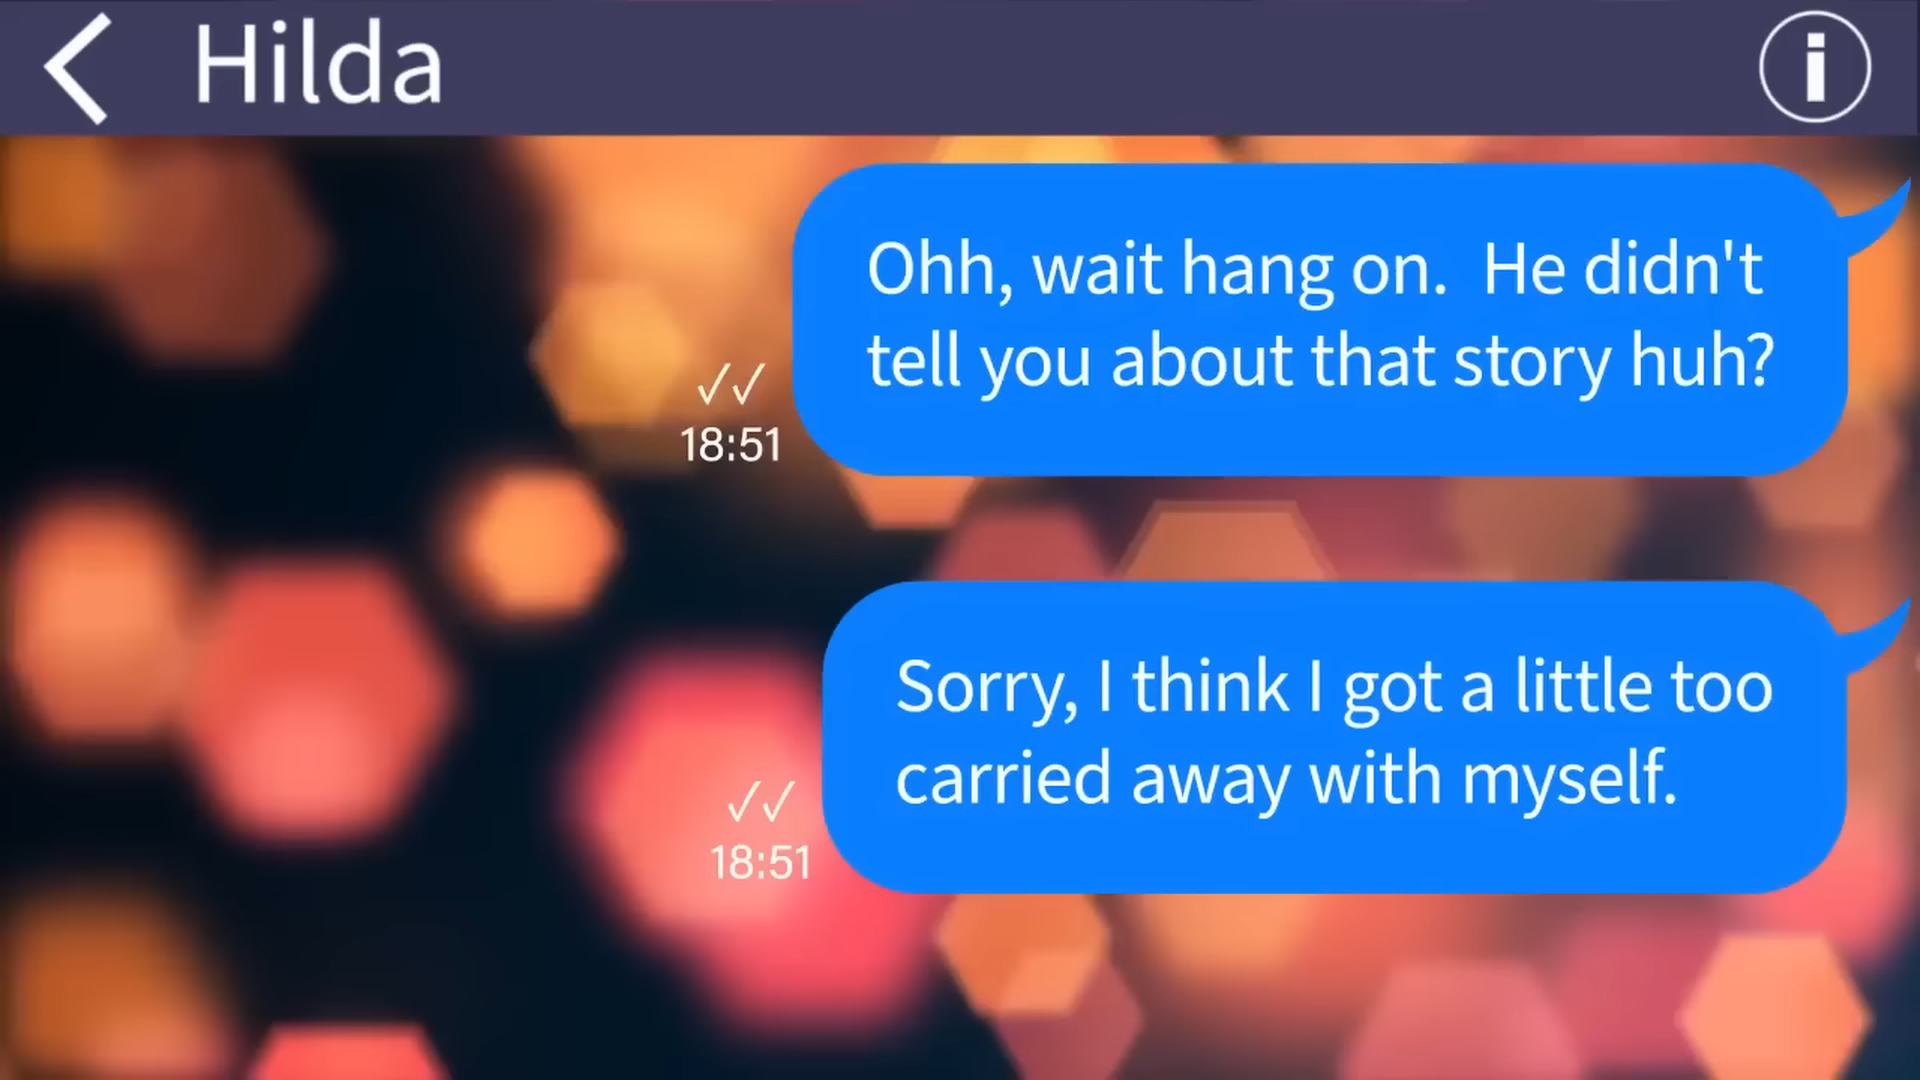 Hilda
Ohh, wait hang on.  He didn't
tell you about that story huh?
✓✓
18:51
Sorry, I think I got a little too
carried away with myself.
✓✓
18:51